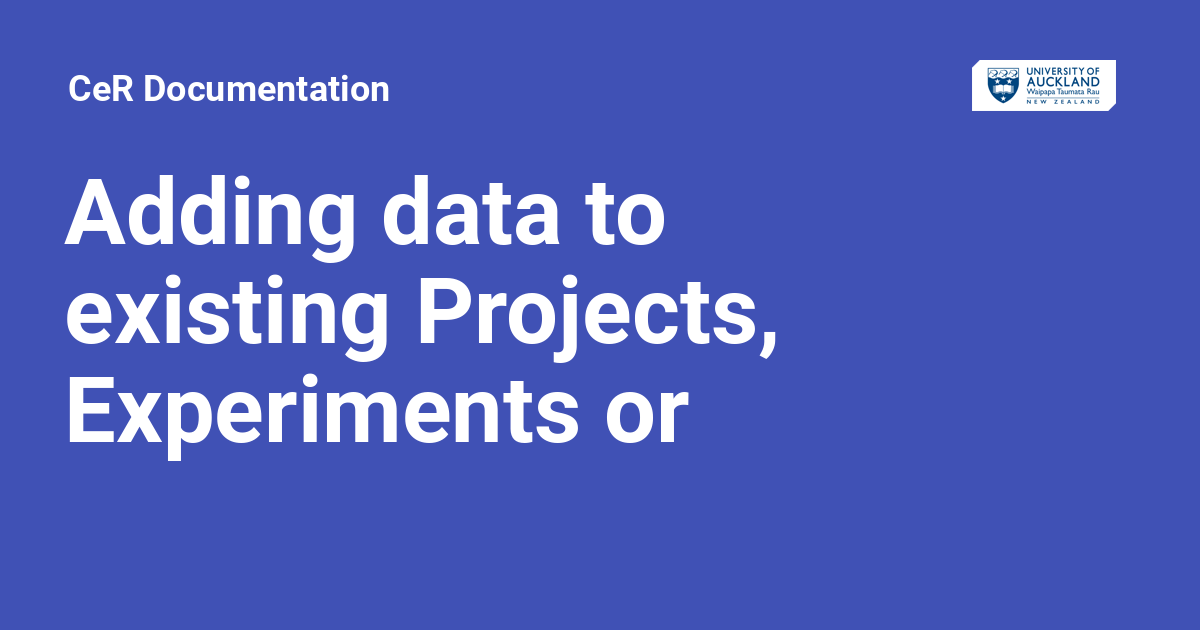 CeR Documentation
UNIVERSITY OF
AUCKLAND
Waipapa Taumata Rau
NEW ZEALAND
Adding data to
existing Projects,
Experiments or